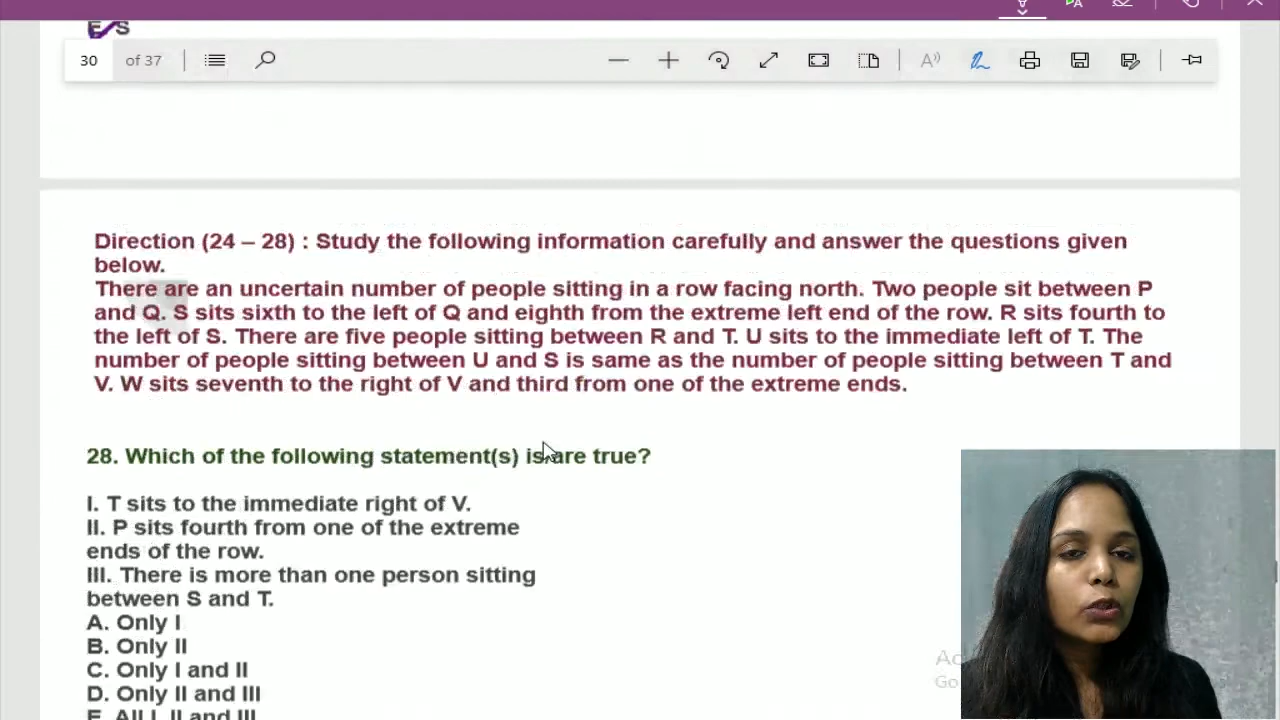 E S
30 of 37
Direction (24 – 28) : Study the following information carefully and answer the questions given
below.
There are an uncertain number of people sitting in a row facing north. Two people sit between P
and Q. S sits sixth to the left of Q and eighth from the extreme left end of the row. R sits fourth to
the left of S. There are five people sitting between R and T. U sits to the immediate left of T. The
number of people sitting between U and S is same as the number of people sitting between T and
V. W sits seventh to the right of V and third from one of the extreme ends.
28. Which of the following statement(s) is/are true?
I. T sits to the immediate right of V.
II. P sits fourth from one of the extreme
ends of the row.
III. There is more than one person sitting
between S and T.
A. Only I
B. Only II
C. Only I and II
D. Only II and III
E. All I, II and III
Go